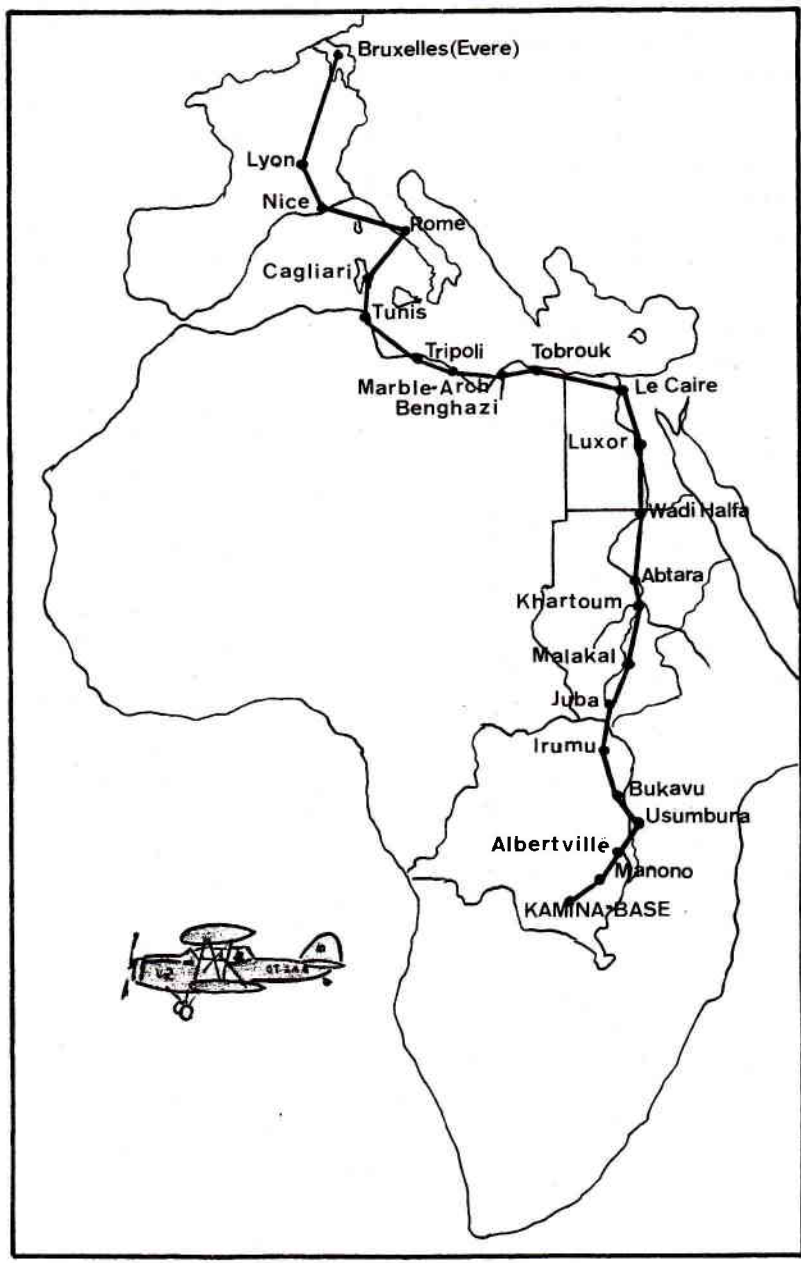 Bruxelles(Evere)
Lyon
Nice
Rome
Cagliari
Tunis
Tripoli
Tobrouk
Marble-Arch
Le Caire
Benghazi
Luxor
Wadi Halfa
Abtara
Khartoum
Malakal
Juba
Irumu
Bukavu
Usumbura
Albertville
Manono
KAMINA-BASE